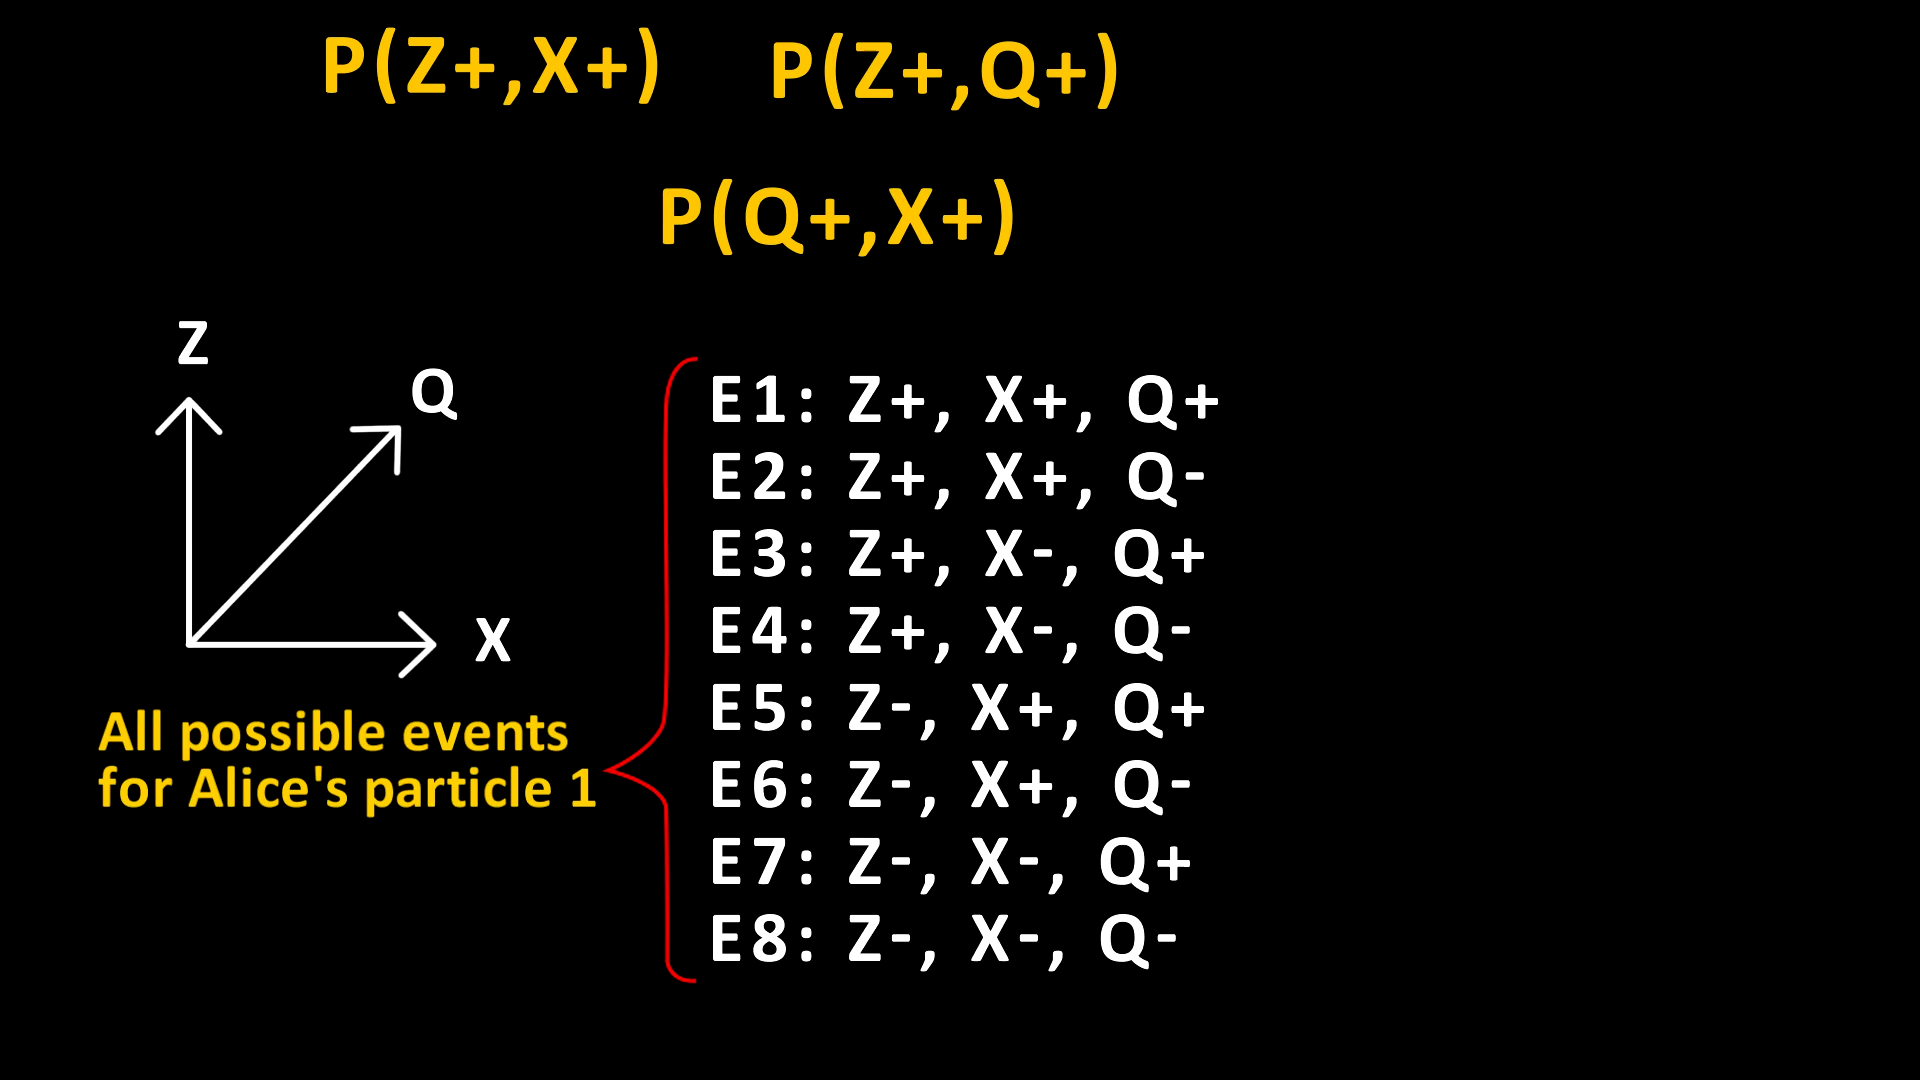 P(Z+,X+) P(Z+,Q+)
P(Q+,X+)
Z
Q
X
All possible events
for Alice's particle 1
E1: Z+, X+, Q+
E2: Z+, X+, Q-
E3: Z+, X-, Q+
E4: Z+, X-, Q-
E5: Z-, X+, Q+
E6: Z-, X+, Q-
E7: Z-, X-, Q+
E8: Z-, X-, Q-